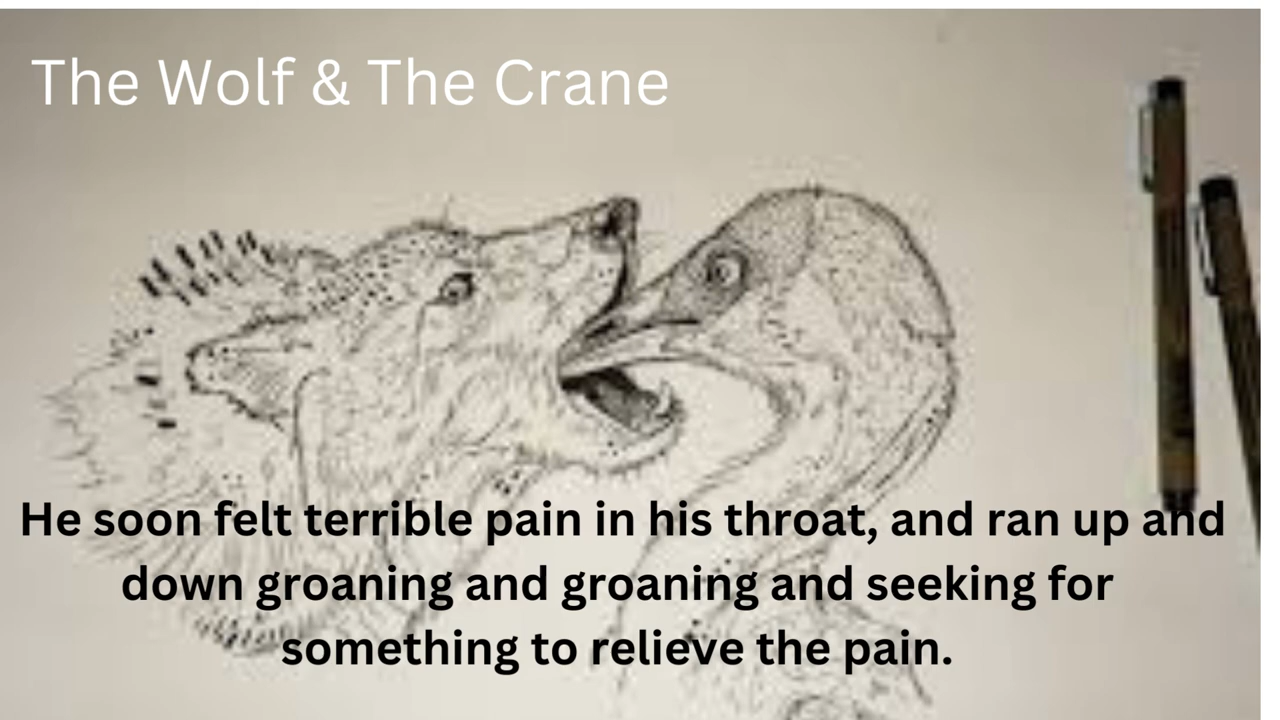 The Wolf & The Crane
He soon felt terrible pain in his throat, and ran up and
down groaning and groaning and seeking for
something to relieve the pain.